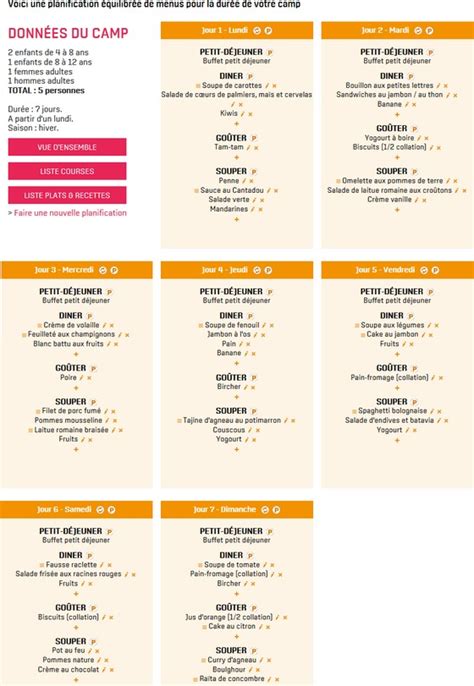 Voici une planification équilibrée de menus pour la durée de votre camp
DONNÉES DU CAMP
2 enfants de 4 à 8 ans
1 enfants de 8 à 12 ans
1 femmes adultes
1 hommes adultes
TOTAL : 5 personnes
Durée : 7 jours.
A partir d'un lundi.
Saison : hiver.
VUE D'ENSEMBLE
LISTE COURSES
LISTE PLATS & RECETTES
> Faire une nouvelle planification
Jour 1 - Lundi
PETIT-DÉJEUNER P
Buffet petit déjeuner
DINER P
Soupe de carottes
Salade de cœurs de palmiers, maïs et cervelas
Kiwis
+
GOÛTER P
Tam-tam
+
SOUPER P
Penne
Sauce au Cantadou
Salade verte
Mandarines
+
Jour 2 - Mardi
PETIT-DÉJEUNER P
Buffet petit déjeuner
DINER P
Bouillon aux petites lettres
Sandwiches au jambon / au thon
Banane
+
GOÛTER P
Yogourt à boire
Biscuits (1/2 collation)
+
SOUPER P
Omelette aux pommes de terre
Salade de laitue romaine aux croûtons
Crème vanille
+
Jour 3 - Mercredi
PETIT-DÉJEUNER P
Buffet petit déjeuner
DINER P
Crème de volaille
Feuilleté aux champignons
Blanc battu aux fruits
+
GOÛTER P
Poire
+
SOUPER P
Filet de porc fumé
Pommes mousseline
Laitue romaine braisée
Fruits
+
Jour 4 - Jeudi
PETIT-DÉJEUNER P
Buffet petit déjeuner
DINER P
Soupe de fenouil
Jambon à l'os
Pain
Banane
+
GOÛTER P
Bircher
+
SOUPER P
Tajine d'agneau au potimarron
Couscous
Yogourt
+
Jour 5 - Vendredi
PETIT-DÉJEUNER P
Buffet petit déjeuner
DINER P
Soupe aux légumes
Cake au jambon
Fruits
+
GOÛTER P
Pain-fromage (collation)
+
SOUPER P
Spaghetti bolognaise
Salade d'endives et batavia
Yogourt
+
Jour 6 - Samedi
PETIT-DÉJEUNER P
Buffet petit déjeuner
DINER P
Fausse raclette
Salade frisée aux racines rouges
Fruits
+
GOÛTER P
Biscuits (collation)
+
SOUPER P
Pot au feu
Pommes nature
Crème au chocolat
+
Jour 7 - Dimanche
PETIT-DÉJEUNER P
Buffet petit déjeuner
DINER P
Soupe de tomate
Pain-fromage (collation)
Bircher
+
GOÛTER P
Jus d'orange (1/2 collation)
Cake au citron
+
SOUPER P
Curry d'agneau
Boulghour
Raïta de concombre